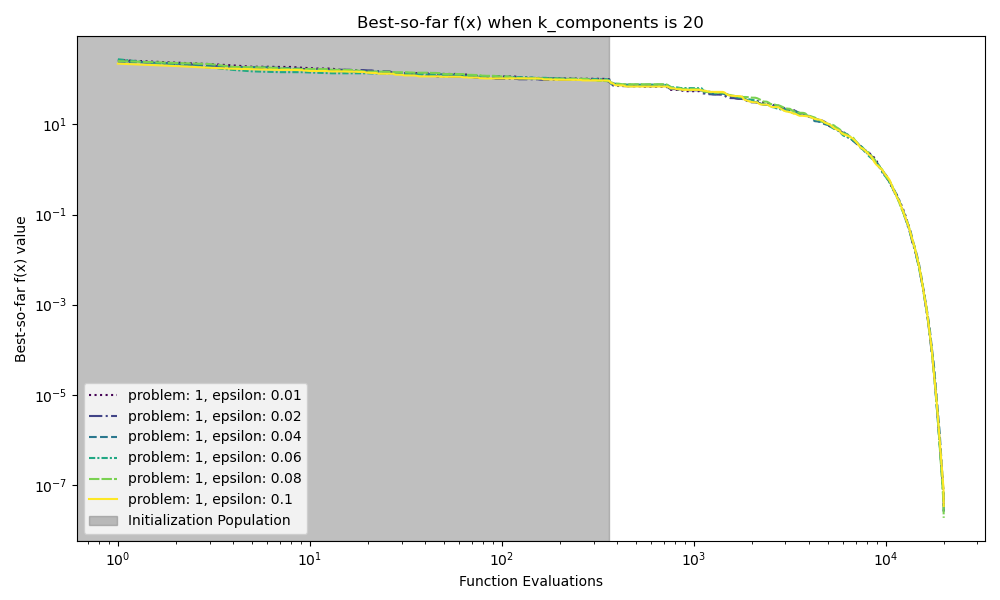 Best-so-far f(x) when k_components is 20
Best-so-far f(x) value
10^1
10^-1
10^-3
10^-5
10^-7
problem: 1, epsilon: 0.01
problem: 1, epsilon: 0.02
problem: 1, epsilon: 0.04
problem: 1, epsilon: 0.06
problem: 1, epsilon: 0.08
problem: 1, epsilon: 0.1
Initialization Population
10^0 10^1 10^2 10^3 10^4
Function Evaluations